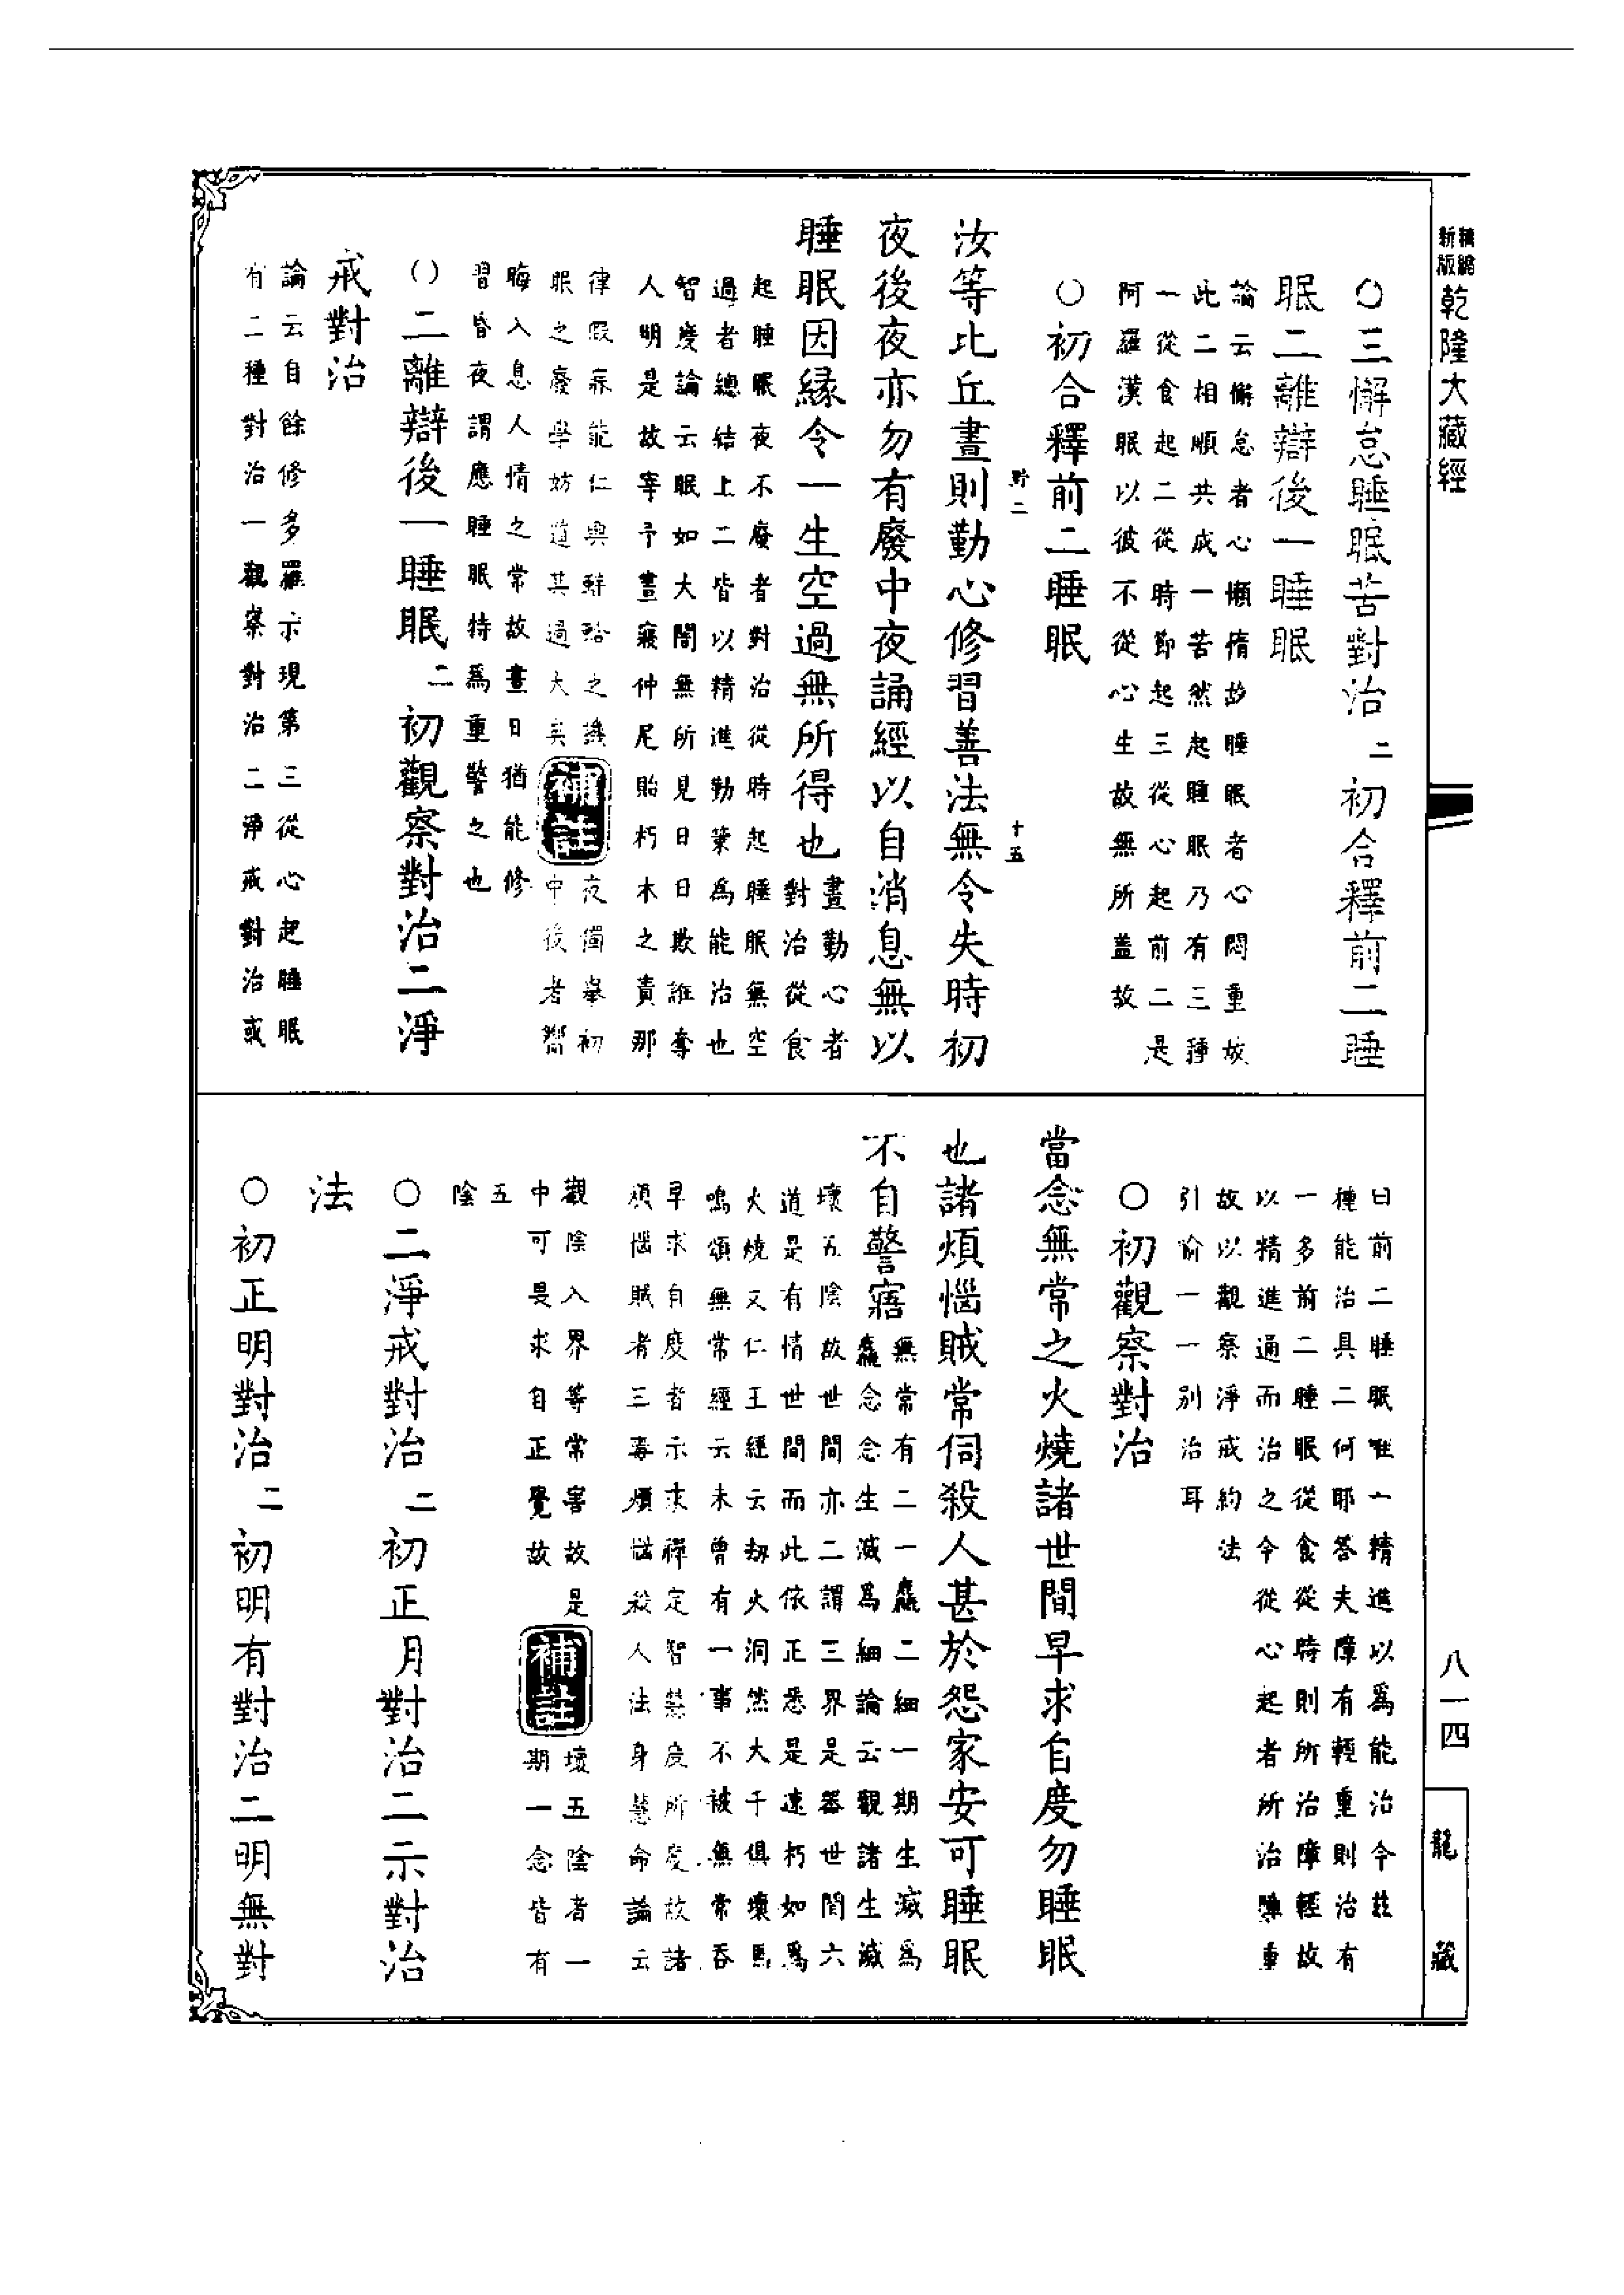 精編
新版
乾隆大藏經
八一四
龍藏
○三懈怠睡眠苦對治二初合釋前二睡
眠二離辯後一睡眠
論云懈怠者心懶惰故睡眠者心悶重故
此二相順共成一苦然起睡眠乃有三種
一從食起二從時節起三從心起前二是
阿羅漢眠以彼不從心生故無所蓋故
○初合釋前二睡眠
野二
十五
汝等比丘晝則勤心修習善法無令失時初
夜後夜亦勿有廢中夜誦經以自消息無以
睡眠因緣令一生空過無所得也
晝勤心者
對治從食
起睡眠夜不廢者對治從時起睡眠無空
過者總結上二皆以精進勤策為能治也
智度論云眠如大闇無所見日日欺誑奪
人明是故宰予晝寢仲尼貽朽木之責那
律假寐能仁與蚌蛤之譏
眠之廢學妨道其過大矣
補註
夜獨舉初
中後者嚮
晦入息人情之常故晝日猶能修
習昏夜謂應睡眠特為重警之也
○二離辯後一睡眠二初觀察對治二淨
戒對治
論云自餘修多羅示現第三從心起睡眠
有二種對治一觀察對治二淨戒對治或
曰前二睡眠唯一精進以為能治今茲
種能治具二何耶答夫障有輕重則治有
一多前二睡眠從食從時則所治障輕故
以精進通而治之今從心起者所治障重
故以觀察淨戒約法
引喻一一別治耳
○初觀察對治
當念無常之火燒諸世間早求自度勿睡眠
也諸煩惱賊常伺殺人甚於怨家安可睡眠
不自警寤
無常有二一麤二細一期生滅為
麤念念生滅為細論云觀諸生滅
壞五陰故世間亦二謂三界是器世間六
道是有情世間而此依正悉是速朽如為
火燒又仁王經云劫火洞然大千俱壞馬
鳴頌無常經云未曾有一事不被無常吞
早求自度者示求禪定智慧度所度故諸
煩惱賊者三毒煩惱殺人法身慧命論云
觀陰入界等常害故是
中可畏求自正覺故
補註
壞五陰者一
期一念皆有
五
陰
○二淨戒對治二初正月對治二示對治
法
○初正明對治二初明有對治二明無對